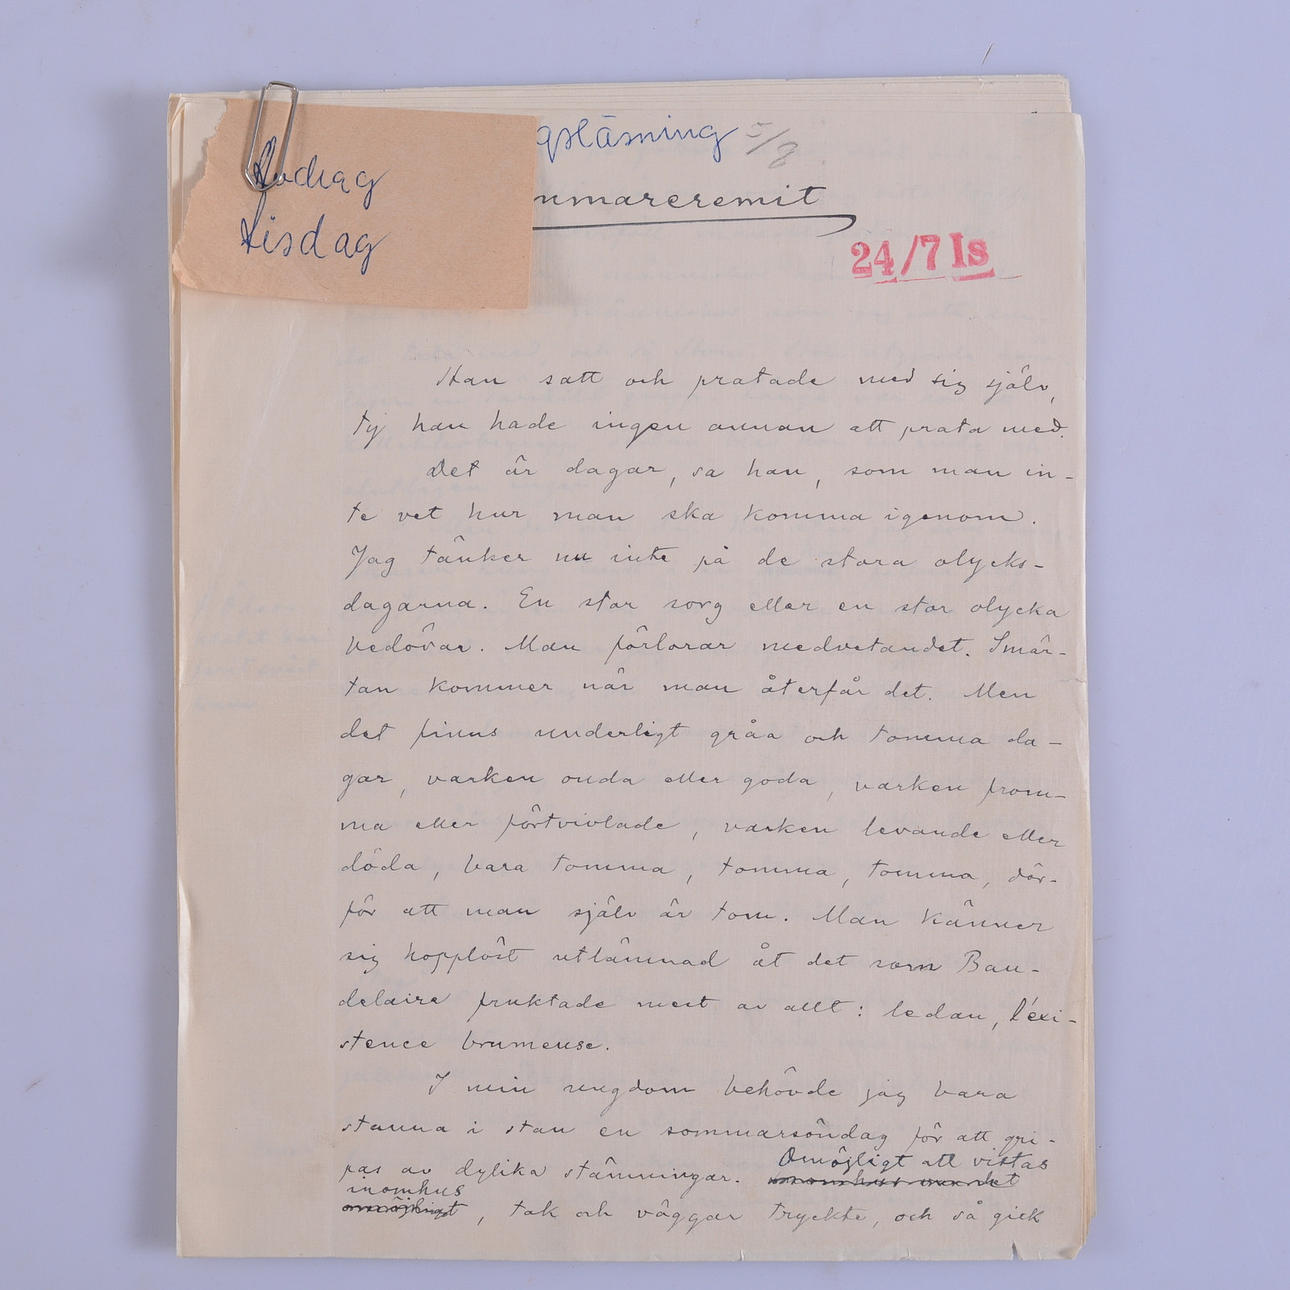 Lördag
Tisdag
gsläsning 5/8
mmareremit
24/7 Is
Han satt och pratade med sig själv,
ty han hade ingen annan att prata med.
Det är dagar, sa han, som man in-
te vet hur man ska komma igenom.
Jag tänker nu inte på de stora olycks-
dagarna. En stor sorg eller en stor olycka
bedövar. Man förlorar medvetandet. Smär-
tan kommer när man återfår det. Men
det finns underligt gråa och tomma da-
gar, varken onda eller goda, varken from-
ma eller förtvivlade, varken levande eller
döda, bara tomma, tomma, tomma, där-
för att man själv är tom. Man känner
sig hopplöst utlämnad åt det som Bau-
delaire fruktade mest av allt: ledan, l'exi-
stence brumeuse.
I min ungdom behövde jag bara
stanna i stan en sommarsöndag för att gri-
pas av dylika stämningar. Omöjligt att vistas
inomhus, tak och väggar tryckte, och så gick